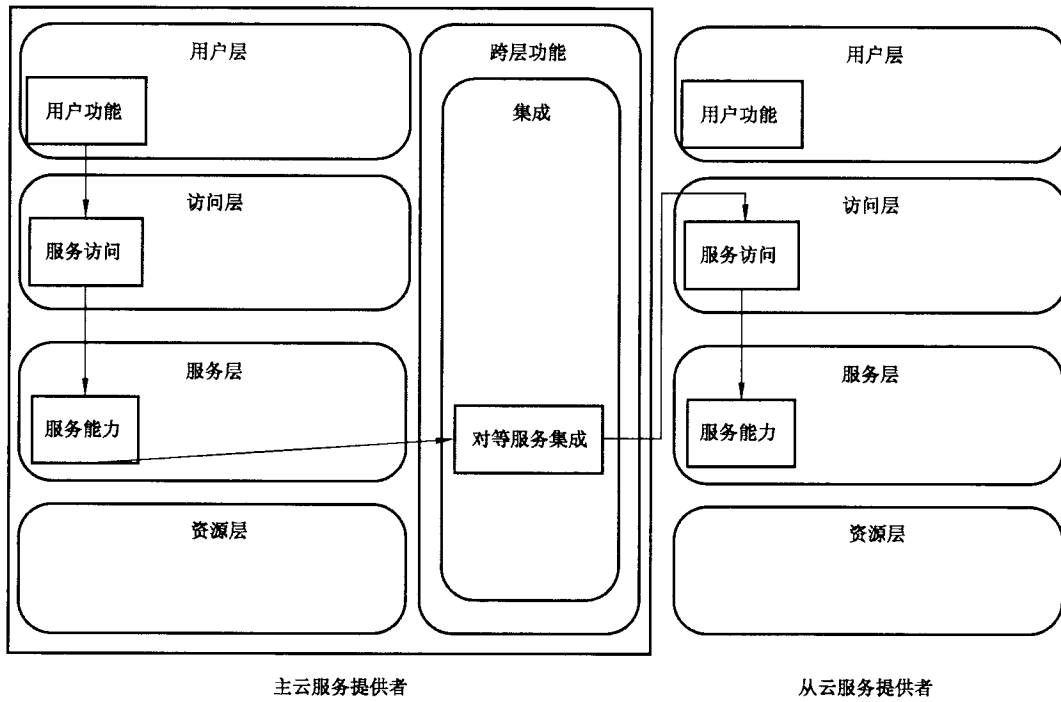 用户层
用户功能
访问层
服务访问
服务层
服务能力
资源层
跨层功能
集成
对等服务集成
主云服务提供者
用户层
用户功能
访问层
服务访问
服务层
服务能力
资源层
从云服务提供者